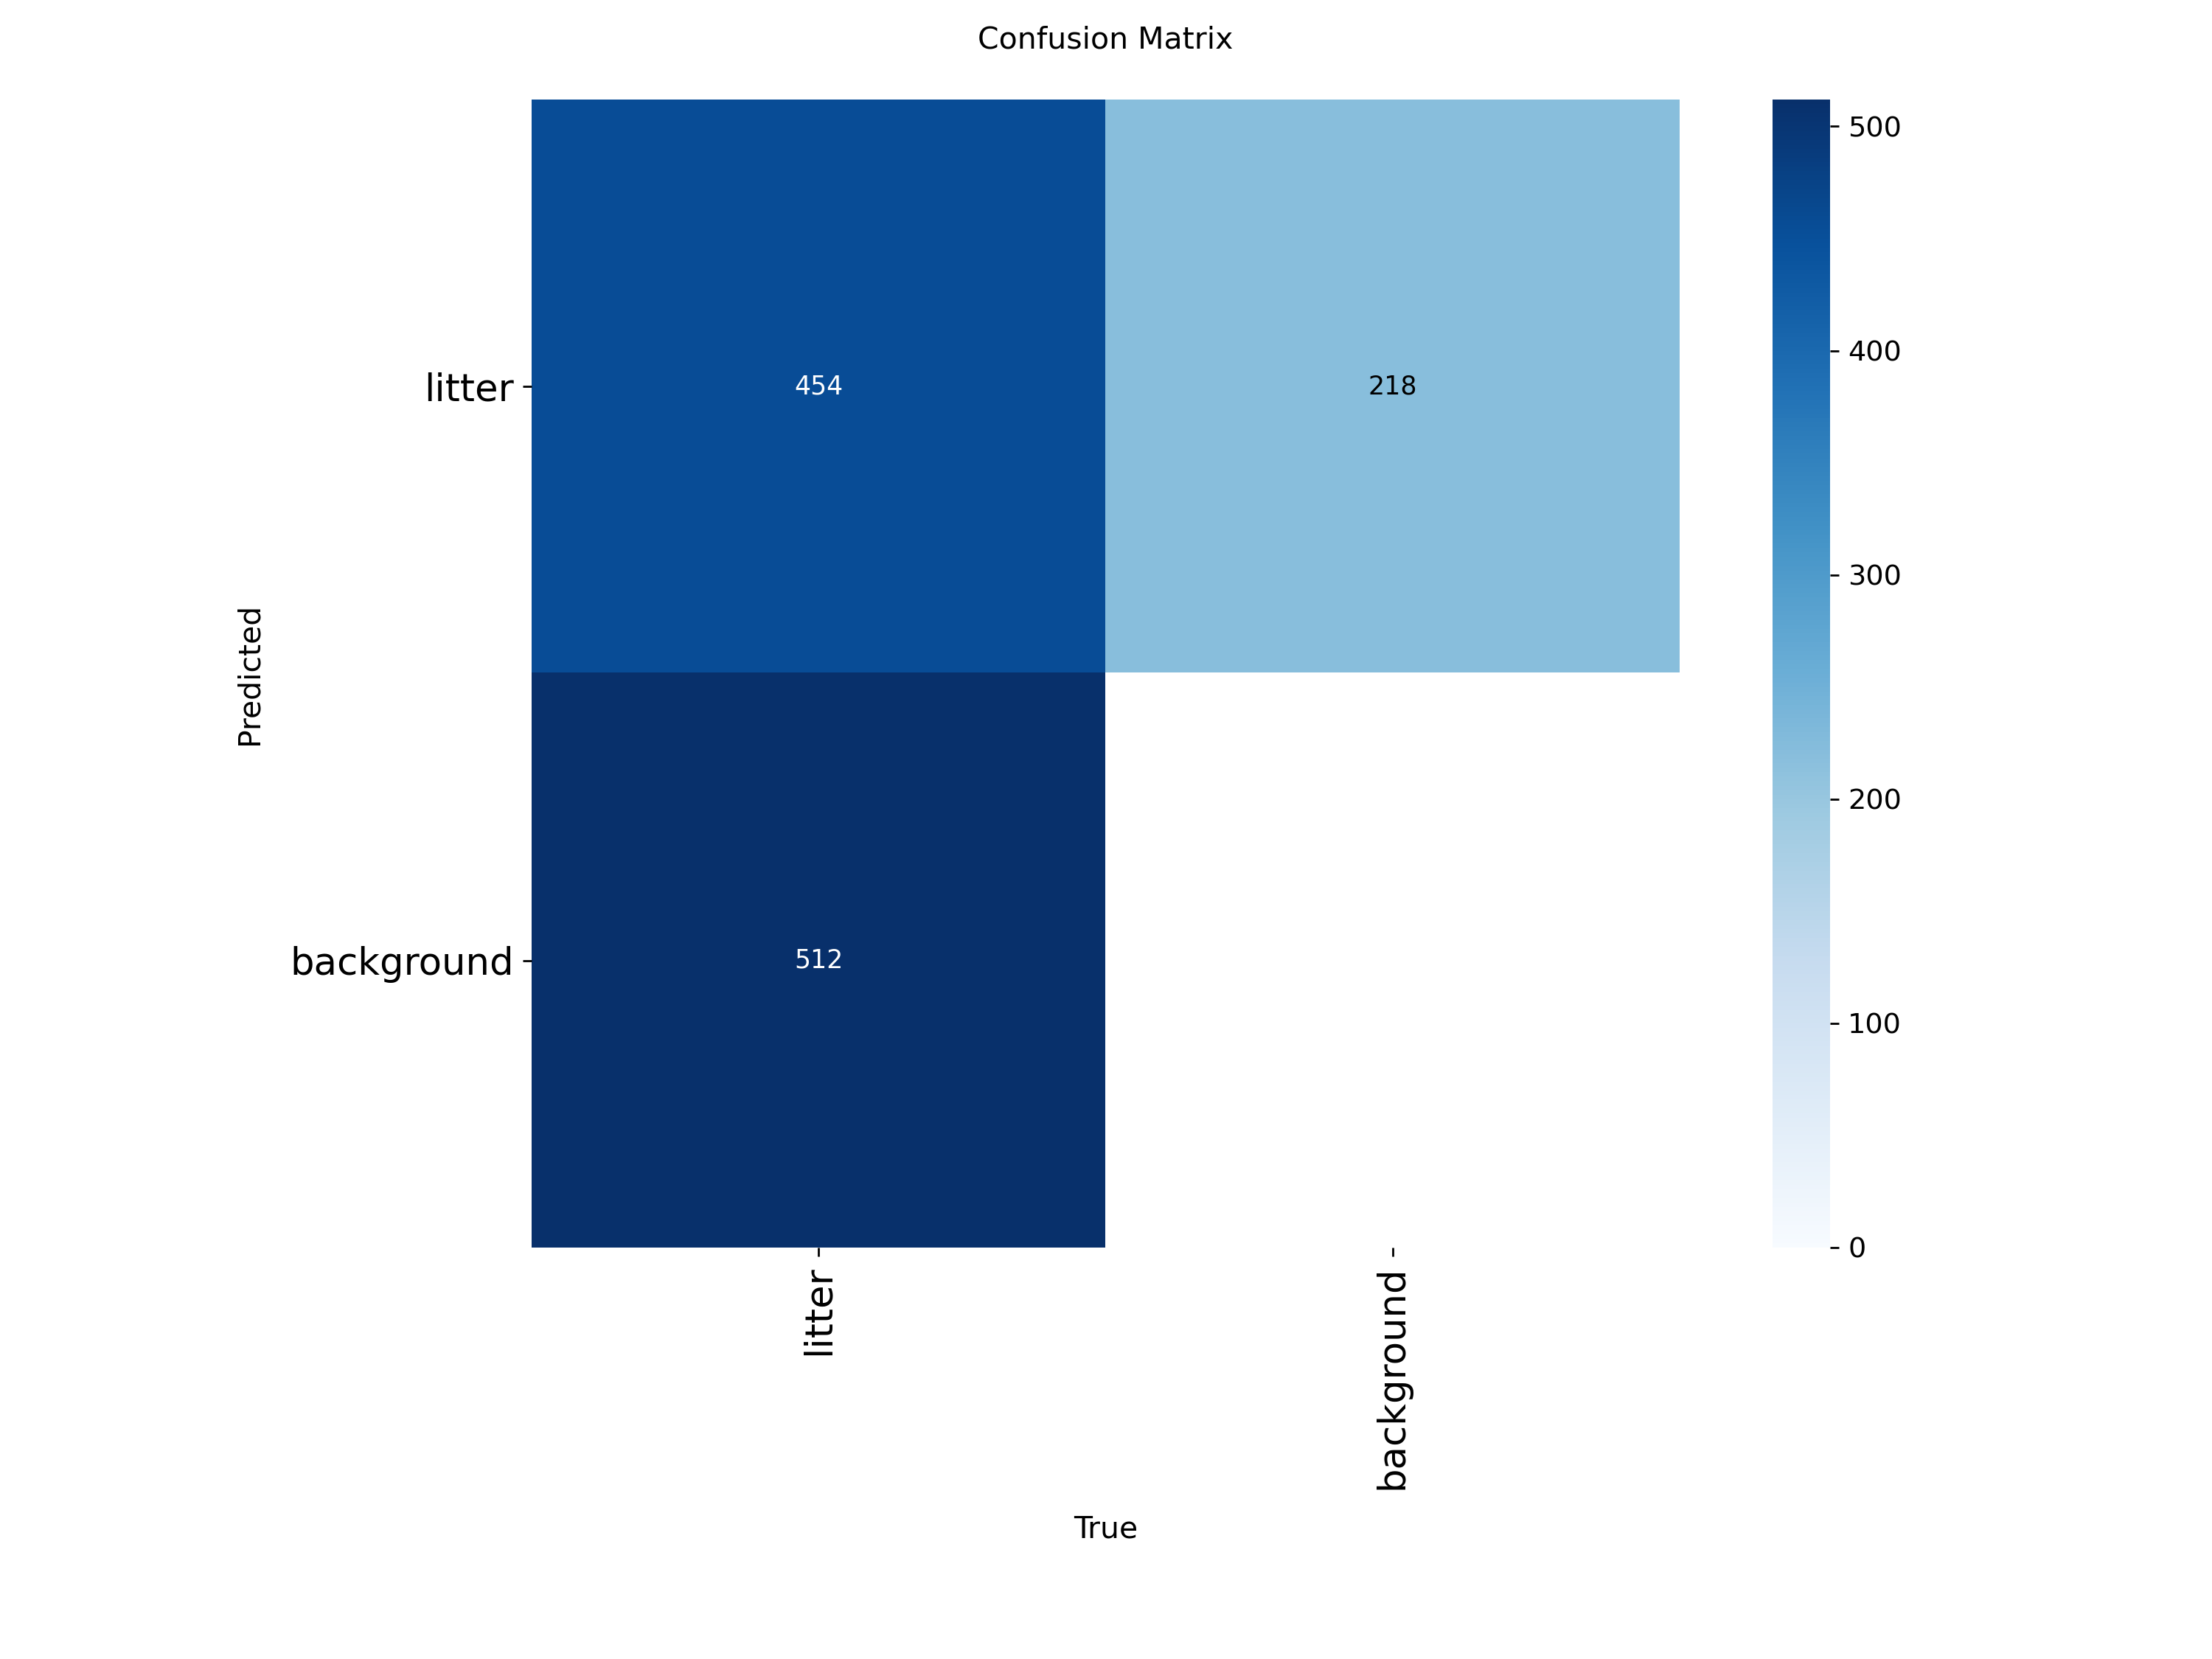 Confusion Matrix
500
litter
454
218
400
300
Predicted
200
background
512
100
0
litter
background
True